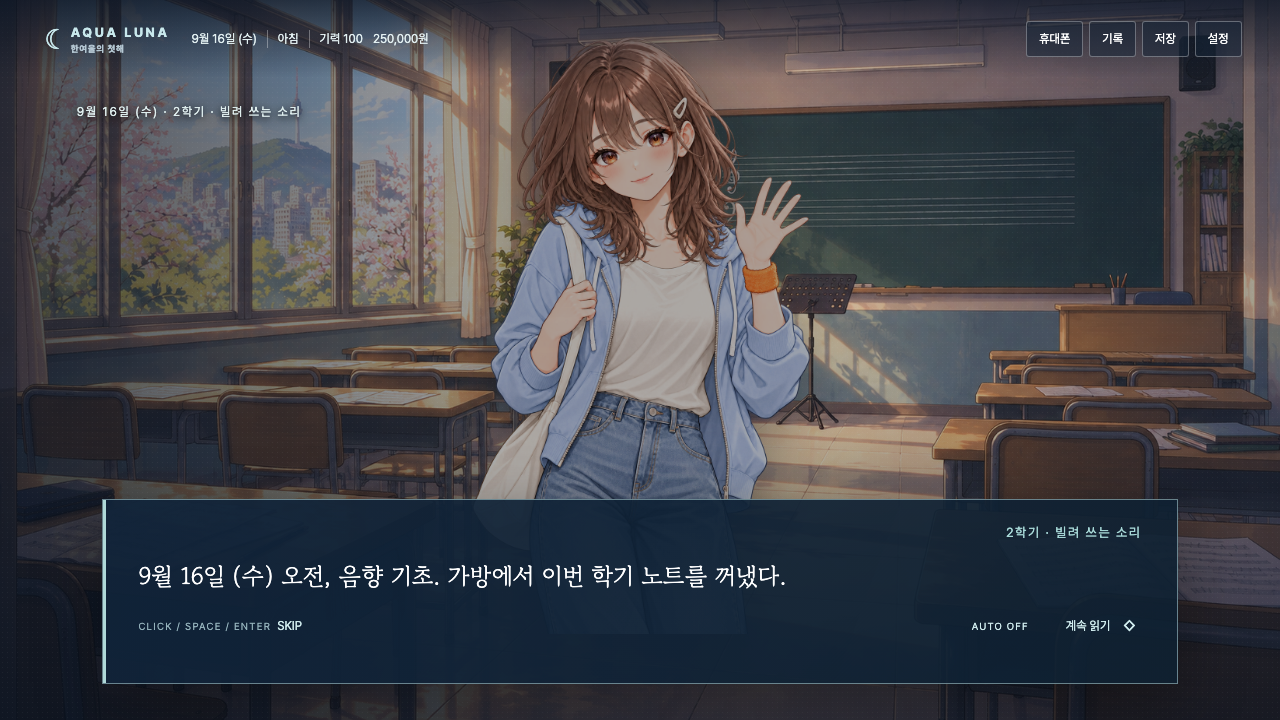 AQUA LUNA
한여울의 첫해
9월 16일 (수) 아침 기력 100 250,000원
휴대폰 기록 저장 설정
9월 16일 (수) · 2학기 · 빌려 쓰는 소리
2학기 · 빌려 쓰는 소리
9월 16일 (수) 오전, 음향 기초. 가방에서 이번 학기 노트를 꺼냈다.
CLICK / SPACE / ENTER SKIP
AUTO OFF 계속 읽기